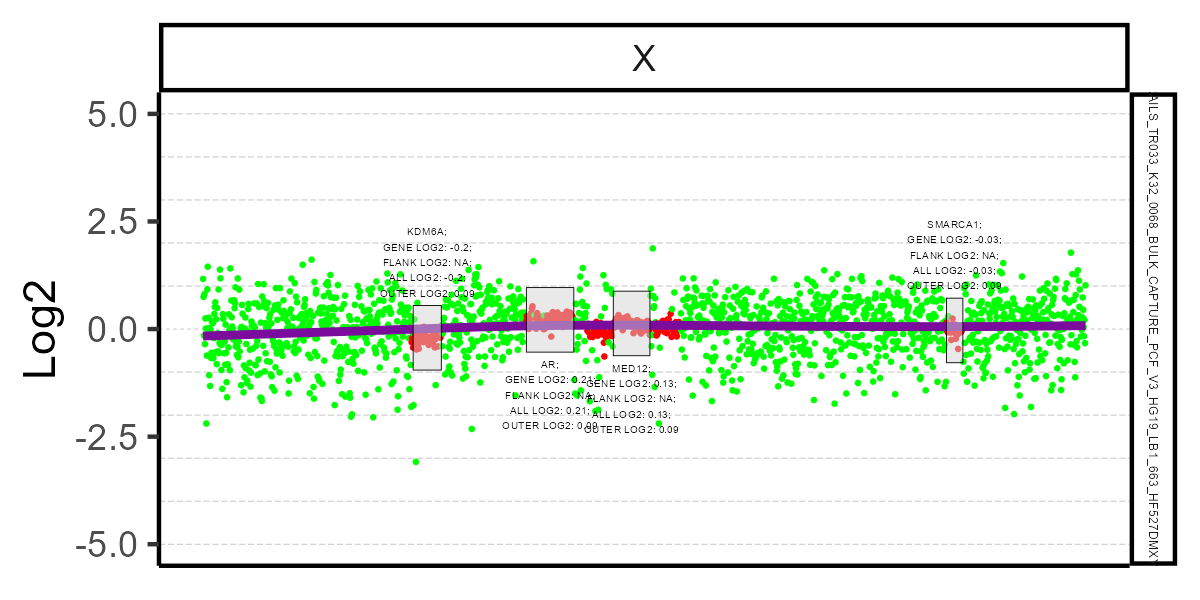 X
Log2
5.0
2.5
0.0
-2.5
-5.0
KDM6A;
GENE LOG2: -0.2;
FLANK LOG2: NA;
ALL LOG2: -0.2;
OUTER LOG2: 0.09
AR;
GENE LOG2: 0.21;
FLANK LOG2: NA;
ALL LOG2: 0.21;
OUTER LOG2: 0.09
MED12;
GENE LOG2: 0.13;
FLANK LOG2: NA;
ALL LOG2: 0.13;
OUTER LOG2: 0.09
SMARCA1;
GENE LOG2: -0.03;
FLANK LOG2: NA;
ALL LOG2: -0.03;
OUTER LOG2: 0.09
AILS_TR033_K32_0068_BULK_CAPTURE_PCF_V3_HG19_LB1_663_HF527DMXY